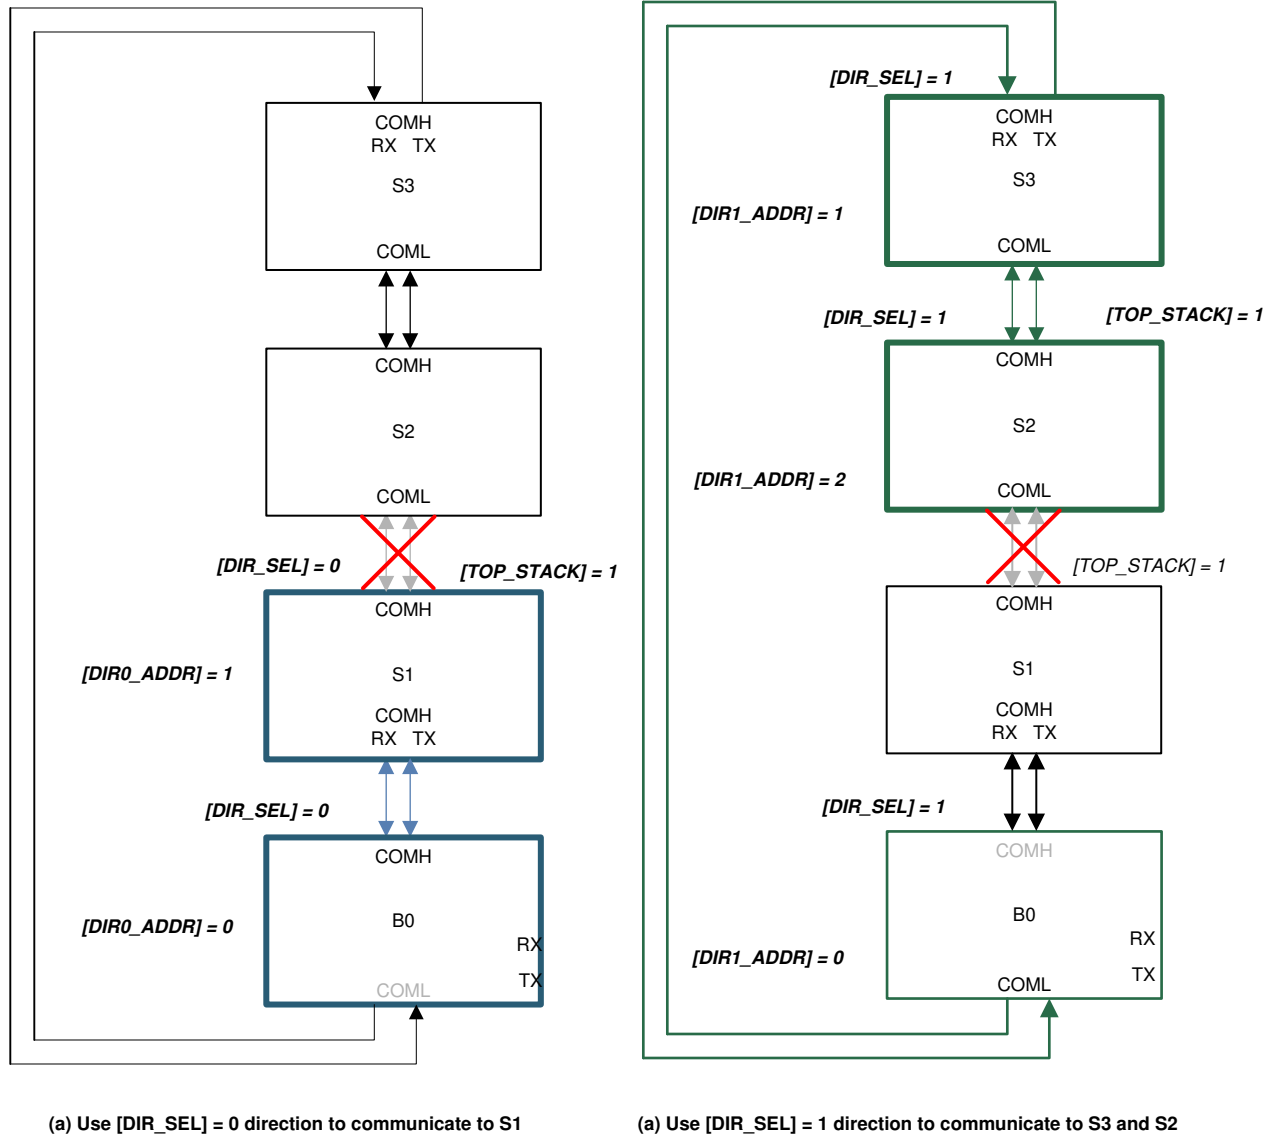 COMH
RX TX
S3
COML
COMH
S2
COML
[DIR_SEL] = 0
[TOP_STACK] = 1
COMH
[DIR0_ADDR] = 1
S1
COMH
RX TX
[DIR_SEL] = 0
COMH
[DIR0_ADDR] = 0
B0
RX
TX
COML
(a) Use [DIR_SEL] = 0 direction to communicate to S1
[DIR_SEL] = 1
COMH
RX TX
S3
[DIR1_ADDR] = 1
COML
[DIR_SEL] = 1
[TOP_STACK] = 1
COMH
S2
[DIR1_ADDR] = 2
COML
[TOP_STACK] = 1
COMH
S1
COMH
RX TX
[DIR_SEL] = 1
COMH
B0
RX
[DIR1_ADDR] = 0
TX
COML
(a) Use [DIR_SEL] = 1 direction to communicate to S3 and S2